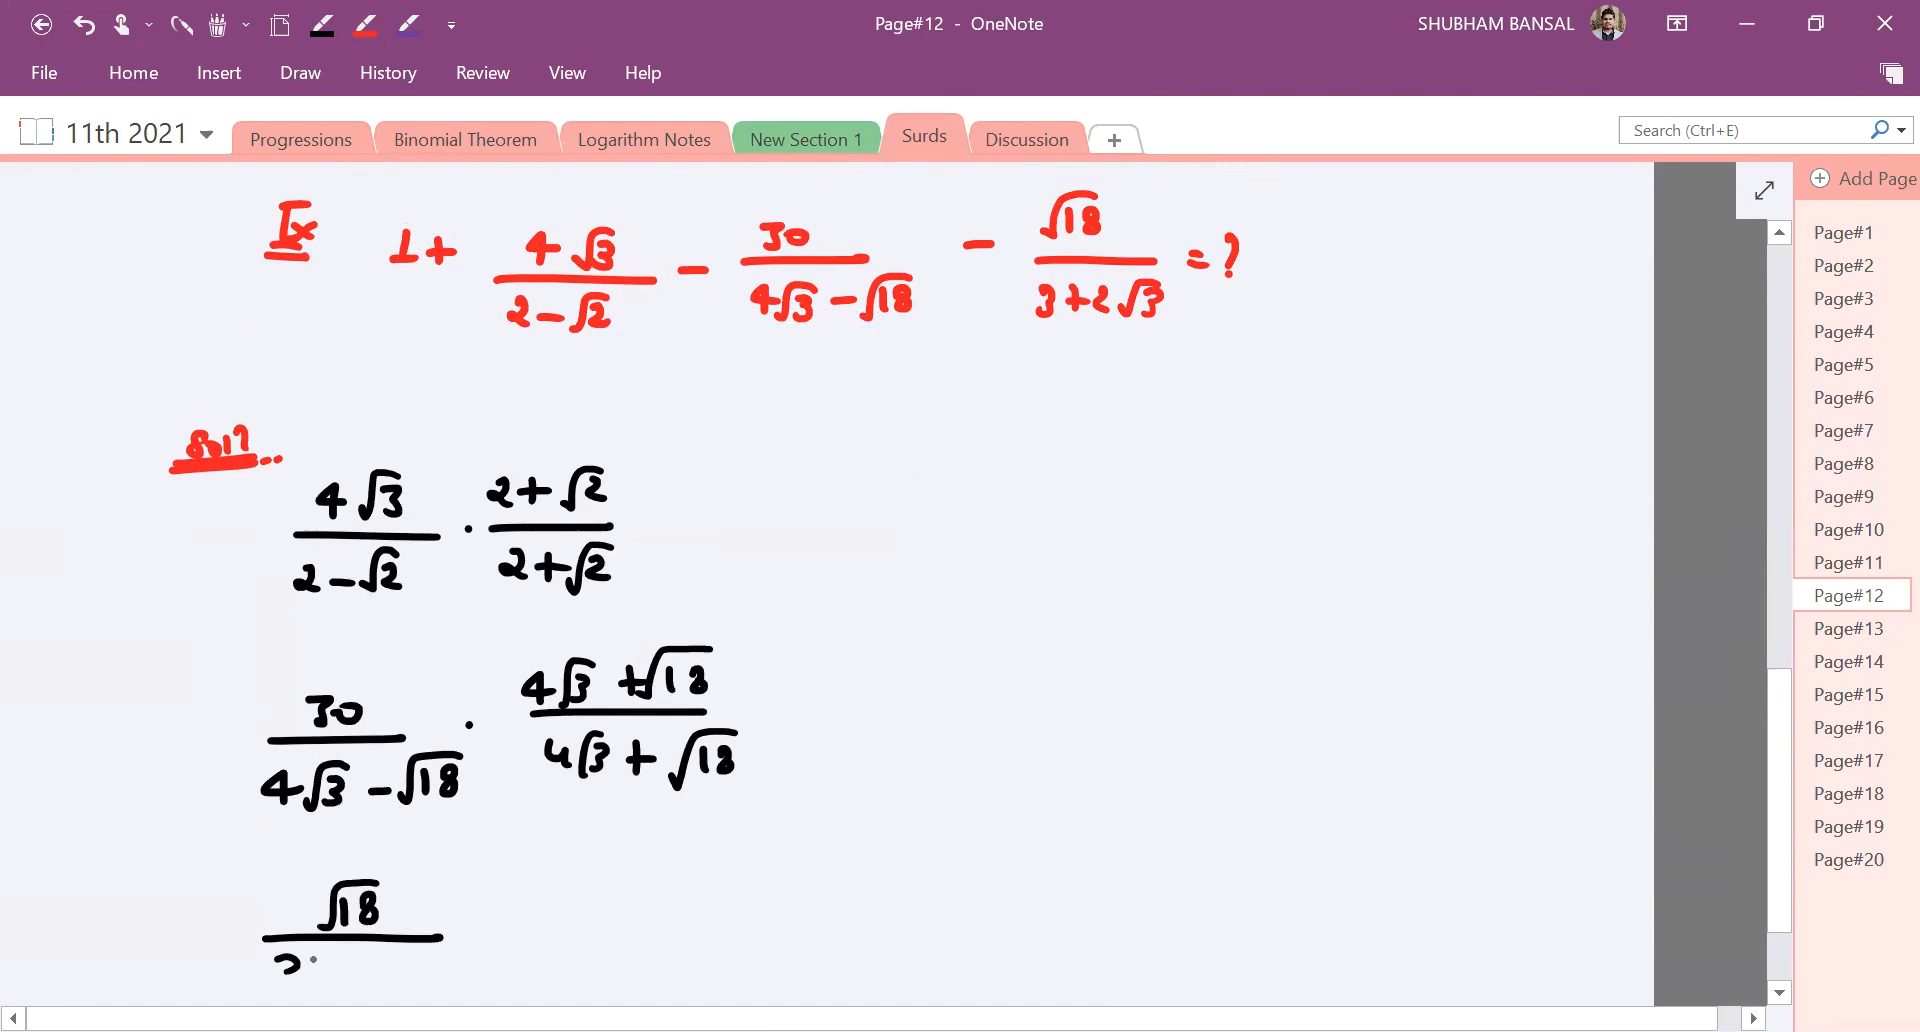 Page#12 - OneNote
SHUBHAM BANSAL
File Home Insert Draw History Review View Help
11th 2021
Progressions Binomial Theorem Logarithm Notes New Section 1 Surds Discussion
Search (Ctrl+E)
Add Page
Page#1
Page#2
Page#3
Page#4
Page#5
Page#6
Page#7
Page#8
Page#9
Page#10
Page#11
Page#12
Page#13
Page#14
Page#15
Page#16
Page#17
Page#18
Page#19
Page#20
Ex 1 + 4√3/(2-√2) - 30/(4√3-√18) - √18/(3+2√3) = ?
Soln
4√3/(2-√2) · (2+√2)/(2+√2)
30/(4√3-√18) · (4√3+√18)/(4√3+√18)
√18